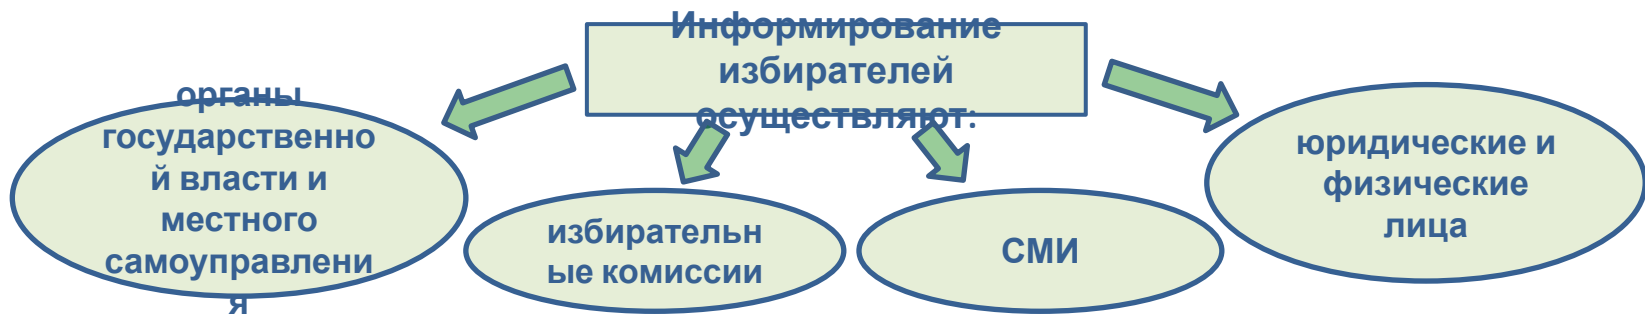 Информирование
избирателей
осуществляют:
органы
государственно
й власти и
местного
самоуправлени
я
избирательн
ые комиссии
СМИ
юридические и
физические
лица